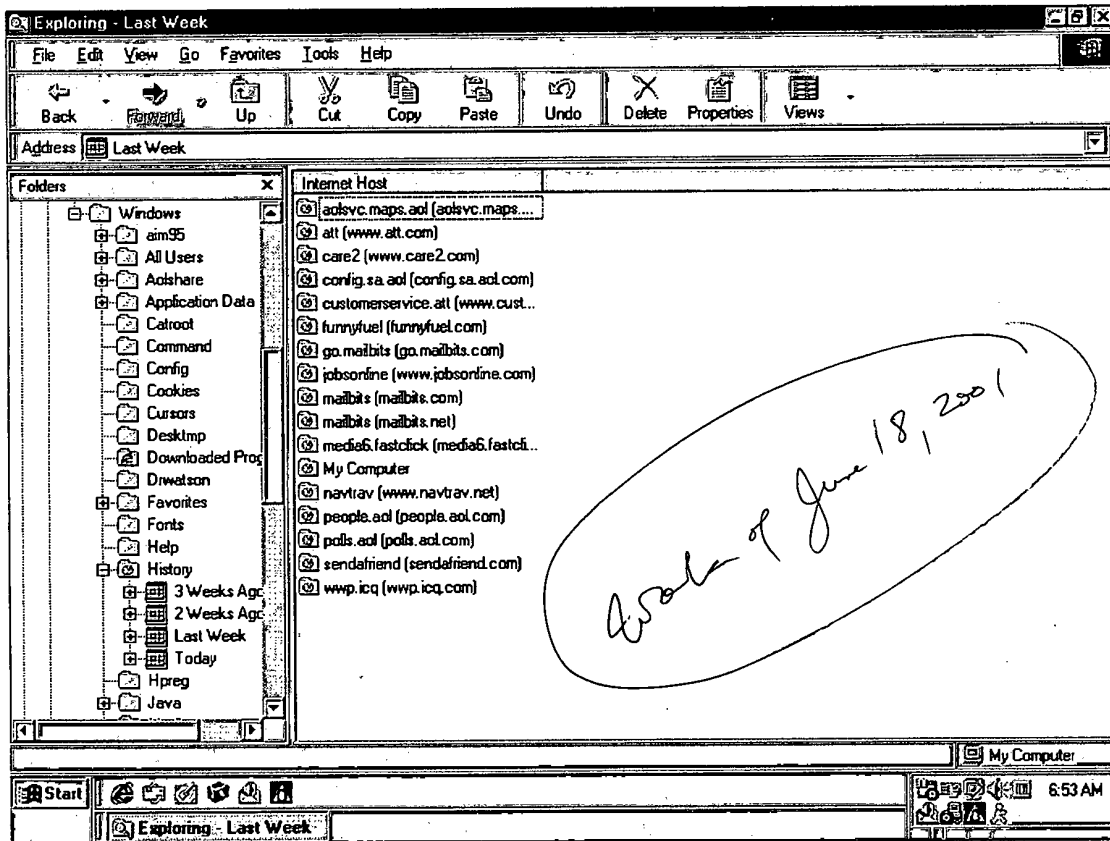 Exploring - Last Week
File Edit View Go Favorites Tools Help
Back Forward Up Cut Copy Paste Undo Delete Properties Views
Address Last Week
Folders x
Windows
aim95
All Users
Aolshare
Application Data
Catroot
Command
Config
Cookies
Cursors
Desktmp
Downloaded Prog
Drwatson
Favorites
Fonts
Help
History
3 Weeks Ago
2 Weeks Ago
Last Week
Today
Hpreg
Java
Internet Host
aolsvc.maps.aol (aolsvc.maps....
att (www.att.com)
care2 (www.care2.com)
config.sa.aol (config.sa.aol.com)
customerservice.att (www.cust...
funnyfuel (funnyfuel.com)
go.mailbits (go.mailbits.com)
jobsonline (www.jobsonline.com)
mailbits (mailbits.com)
mailbits (mailbits.net)
media6.fastclick (media6.fastcli...
My Computer
navtrav (www.navtrav.net)
people.aol (people.aol.com)
polls.aol (polls.aol.com)
sendafriend (sendafriend.com)
wwp.icq (wwp.icq.com)
of June 18, 2001
My Computer
Start
6:53 AM
Exploring - Last Week